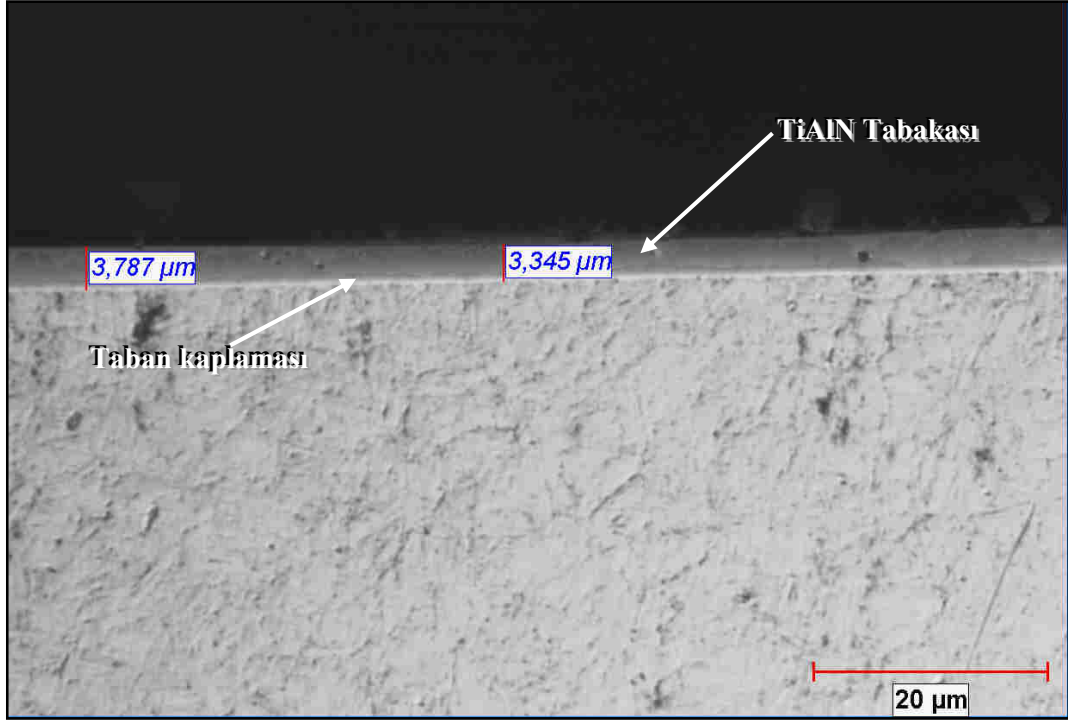 TiAlN Tabakası
3,787 µm
3,345 µm
Taban kaplaması
20 µm